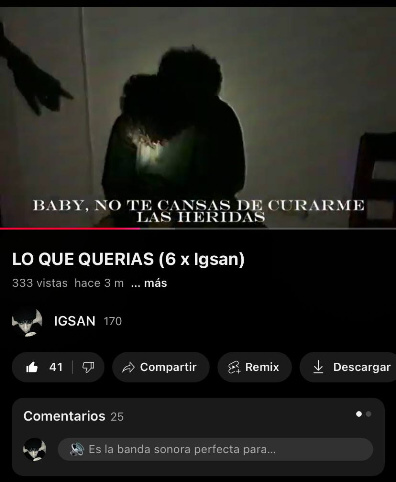 BABY, NO TE CANSAS DE CURARME
LAS HERIDAS
LO QUE QUERIAS (6 x Igsan)
333 vistas hace 3 m ... más
IGSAN 170
41 Compartir Remix Descargar
Comentarios 25
Es la banda sonora perfecta para...